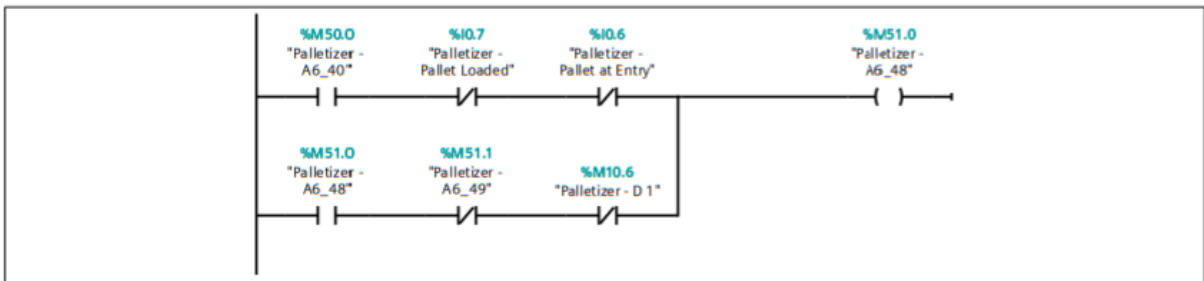 %M50.0 %I0.7 %I0.6 %M51.0
"Palletizer - "Palletizer - "Palletizer - "Palletizer -
A6_40" Pallet Loaded" Pallet at Entry" A6_48"
%M51.0 %M51.1
"Palletizer - "Palletizer - %M10.6
A6_48" A6_49" "Palletizer - D 1"